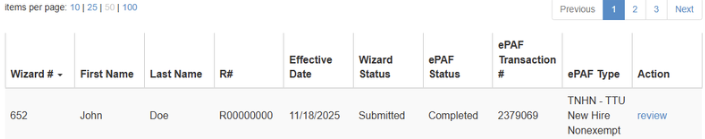 items per page: 10 | 25 | 50 | 100
Previous 1 2 3 Next
Wizard # First Name Last Name R# Effective Date Wizard Status ePAF Status ePAF Transaction # ePAF Type Action
652 John Doe R00000000 11/18/2025 Submitted Completed 2379069 TNHN - TTU New Hire Nonexempt review